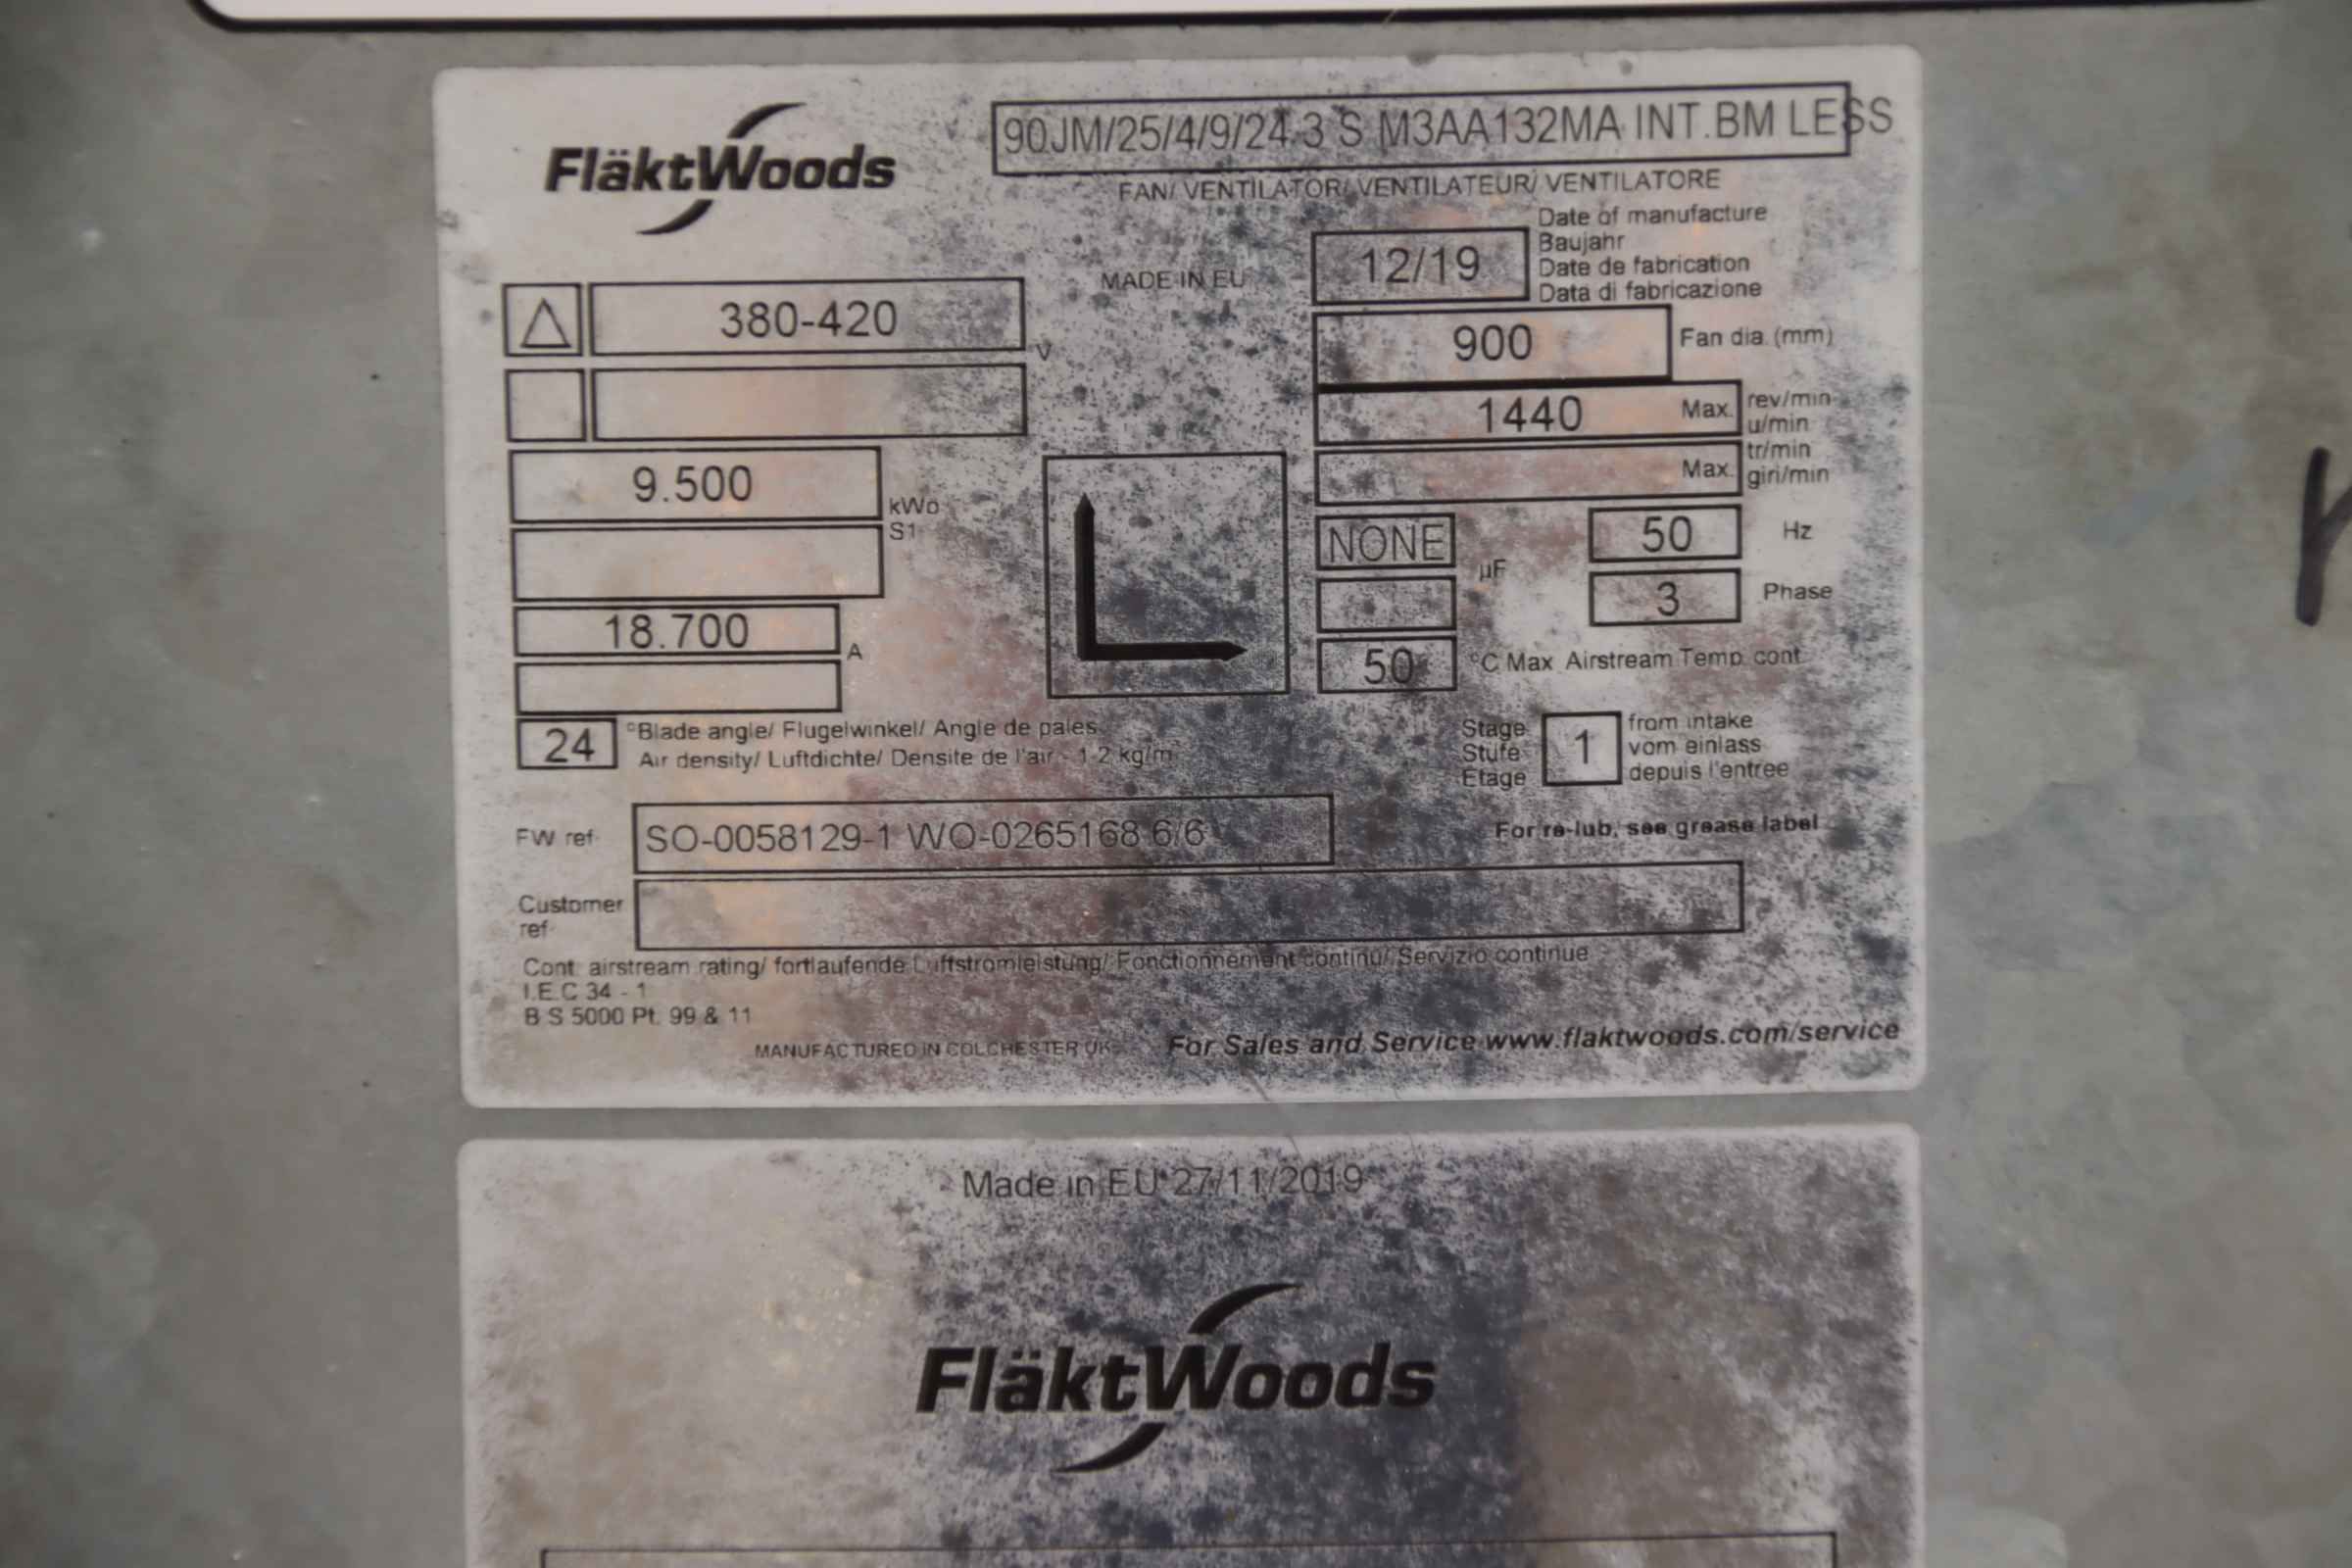 FläktWoods
90JM/25/4/9/24.3 S M3AA132MA INT.BM LESS
FAN/ VENTILATOR/ VENTILATEUR/ VENTILATORE
MADE IN EU
12/19
Date of manufacture
Baujahr
Date de fabrication
Data di fabricazione
380-420
V
900
Fan dia. (mm)
1440 Max.
rev/min
u/min
Max.
tr/min
giri/min
9.500
kWo
S1
NONE
µF
50 Hz
3 Phase
18.700
A
50 °C Max. Airstream Temp. cont.
24
°Blade angle/ Flugelwinkel/ Angle de pales
Air density/ Luftdichte/ Densite de l'air - 1.2 kg/m³
Stage
Stufe
Etage
1
from intake
vom einlass
depuis l'entree
FW ref.
SO-0058129-1 WO-0265168 6/6
For re-lub, see grease label
Customer
ref.
Cont. airstream rating/ fortlaufende Luftstromleistung/ Fonctionnement continu/ Servizio continue
I.E.C 34 - 1
B S 5000 Pt. 99 & 11
MANUFACTURED IN COLCHESTER UK
For Sales and Service www.flaktwoods.com/service
Made in EU 27/11/2019
FläktWoods